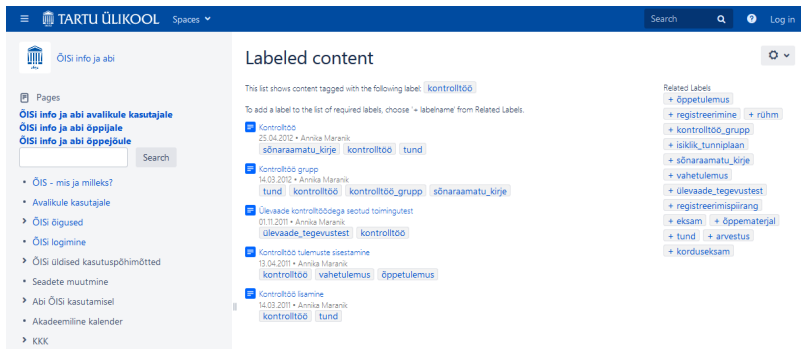 TARTU ÜLIKOOL Spaces Search Log in
ÕISi info ja abi
Pages
ÕISi info ja abi avalikule kasutajale
ÕISi info ja abi õppijale
ÕISi info ja abi õppejõule
Search
ÕIS - mis ja milleks?
Avalikule kasutajale
ÕISi õigused
ÕISi logimine
ÕISi üldised kasutuspõhimõtted
Seadete muutmine
Abi ÕISi kasutamisel
Akadeemiline kalender
KKK
Labeled content
This list shows content tagged with the following label: kontrolltöö
To add a label to the list of required labels, choose '+ labelname' from Related Labels.
Kontrolltöö
25.04.2012 • Annika Maranik
sõnaraamatu_kirje kontrolltöö tund
Kontrolltöö grupp
14.03.2012 • Annika Maranik
tund kontrolltöö kontrolltöö_grupp sõnaraamatu_kirje
Ülevaade kontrolltöödega seotud toimingutest
01.11.2011 • Annika Maranik
ülevaade_tegevustest kontrolltöö
Kontrolltöö tulemuste sisestamine
13.04.2011 • Annika Maranik
kontrolltöö vahetulemus õppetulemus
Kontrolltöö lisamine
14.03.2011 • Annika Maranik
kontrolltöö tund
Related Labels
+ õppetulemus
+ registreerimine + rühm
+ kontrolltöö_grupp
+ isiklik_tunniplaan
+ sõnaraamatu_kirje
+ vahetulemus
+ ülevaade_tegevustest
+ registreerimispiirang
+ eksam + õppematerjal
+ tund + arvestus
+ korduseksam